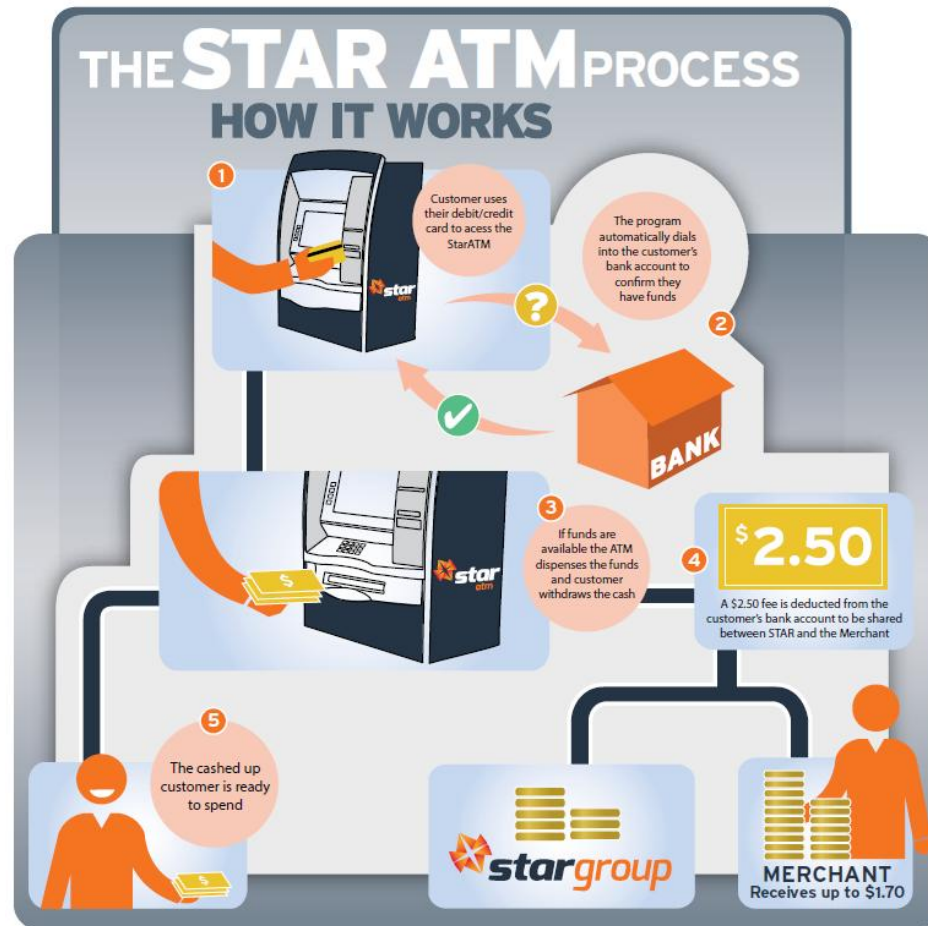 THE STAR ATM PROCESS
HOW IT WORKS
1
Customer uses
their debit/credit
card to acess the
StarATM
star
atm
?
The program
automatically dials
into the customer's
bank account to
confirm they
have funds
2
BANK
3
If funds are
available the ATM
dispenses the funds
and customer
withdraws the cash
$
star
atm
4
$2.50
A $2.50 fee is deducted from the
customer's bank account to be shared
between STAR and the Merchant
5
The cashed up
customer is ready
to spend
$
stargroup
MERCHANT
Receives up to $1.70